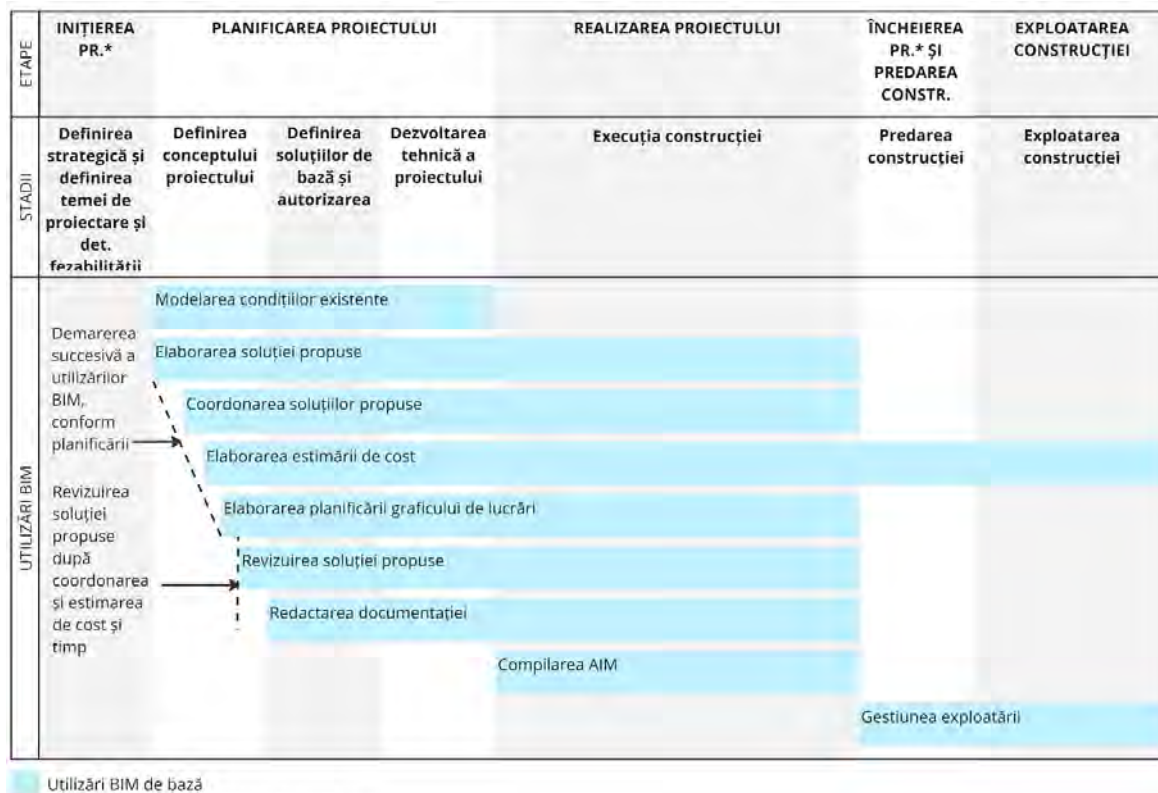 ETAPE
INIȚIEREA
PR.*
PLANIFICAREA PROIECTULUI
REALIZAREA PROIECTULUI
ÎNCHEIEREA
PR.* ȘI
PREDAREA
CONSTR.
EXPLOATAREA
CONSTRUCȚIEI
STADII
Definirea
strategică și
definirea
temei de
proiectare și
det.
fezabilității
Definirea
conceptului
proiectului
Definirea
soluțiilor de
bază și
autorizarea
Dezvoltarea
tehnică a
proiectului
Execuția construcției
Predarea
construcției
Exploatarea
construcției
UTILIZĂRI BIM
Demarerea
succesivă a
utilizărilor
BIM,
conform
planificării
Revizuirea
soluției
propuse
după
coordonarea
și estimarea
de cost și
timp
Modelarea condițiilor existente
Elaborarea soluției propuse
Coordonarea soluțiilor propuse
Elaborarea estimării de cost
Elaborarea planificării graficului de lucrări
Revizuirea soluției propuse
Redactarea documentației
Compilarea AIM
Gestiunea exploatării
Utilizări BIM de bază